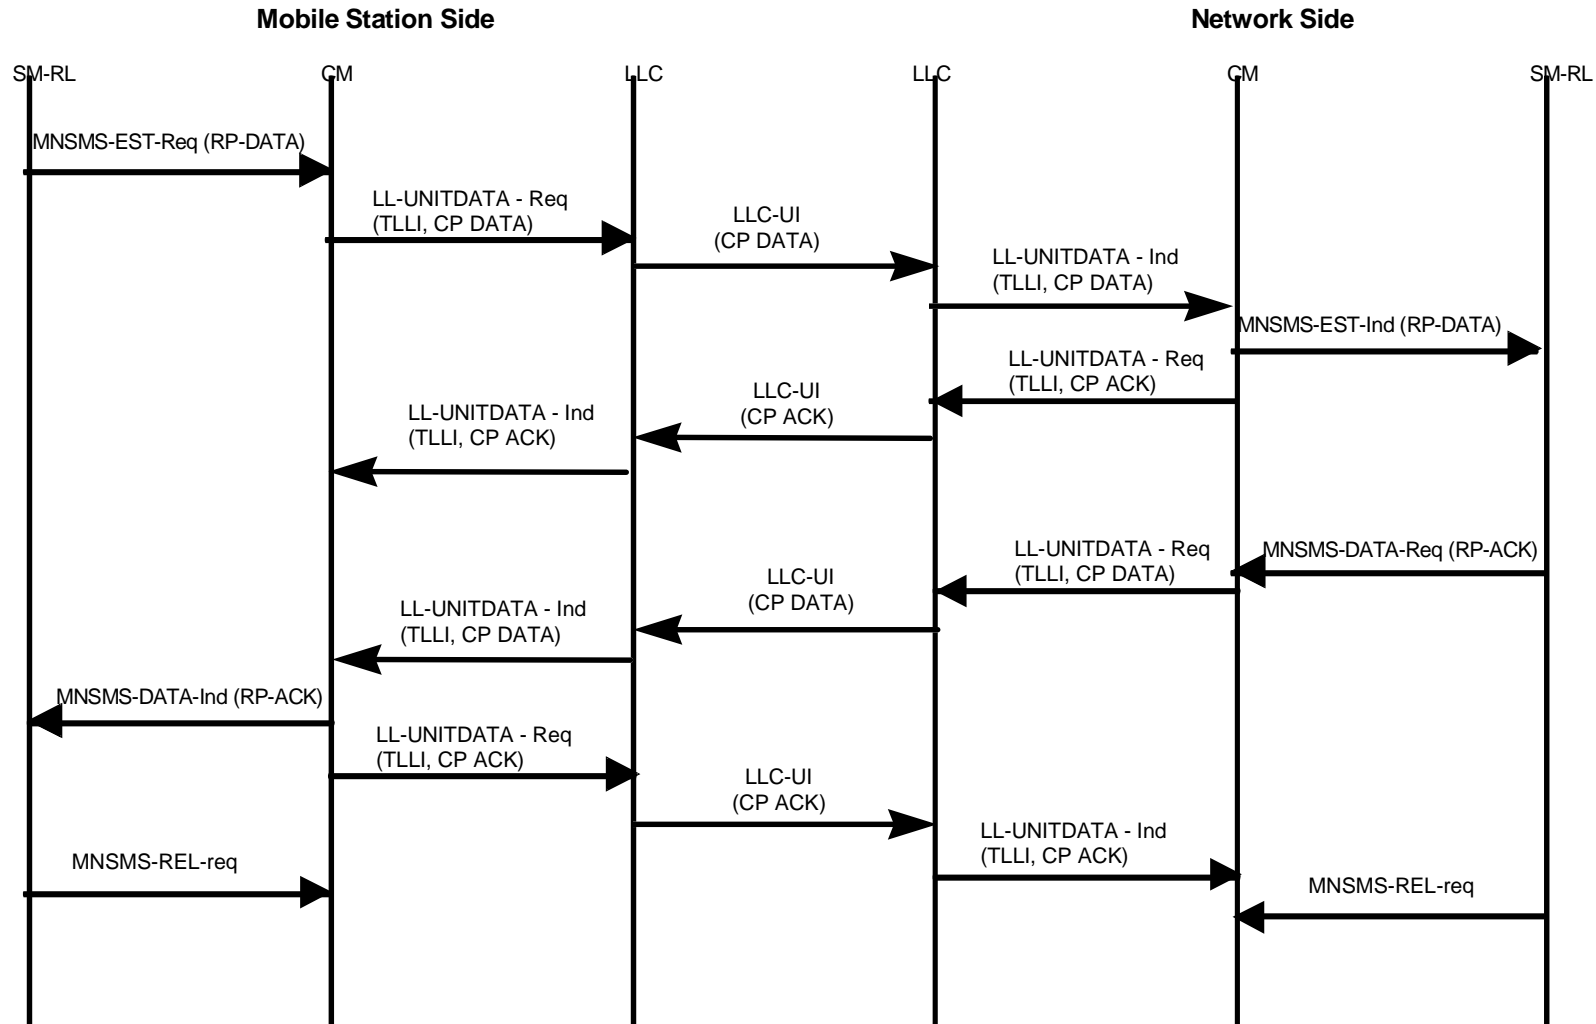 Mobile Station Side
Network Side
SM-RL
CM
LLC
LLC
CM
SM-RL
MNSMS-EST-Req (RP-DATA)
LL-UNITDATA - Req
(TLLI, CP DATA)
LLC-UI
(CP DATA)
LL-UNITDATA - Ind
(TLLI, CP DATA)
MNSMS-EST-Ind (RP-DATA)
LL-UNITDATA - Req
(TLLI, CP ACK)
LLC-UI
(CP ACK)
LL-UNITDATA - Ind
(TLLI, CP ACK)
MNSMS-DATA-Req (RP-ACK)
LL-UNITDATA - Req
(TLLI, CP DATA)
LLC-UI
(CP DATA)
LL-UNITDATA - Ind
(TLLI, CP DATA)
MNSMS-DATA-Ind (RP-ACK)
LL-UNITDATA - Req
(TLLI, CP ACK)
LLC-UI
(CP ACK)
LL-UNITDATA - Ind
(TLLI, CP ACK)
MNSMS-REL-req
MNSMS-REL-req